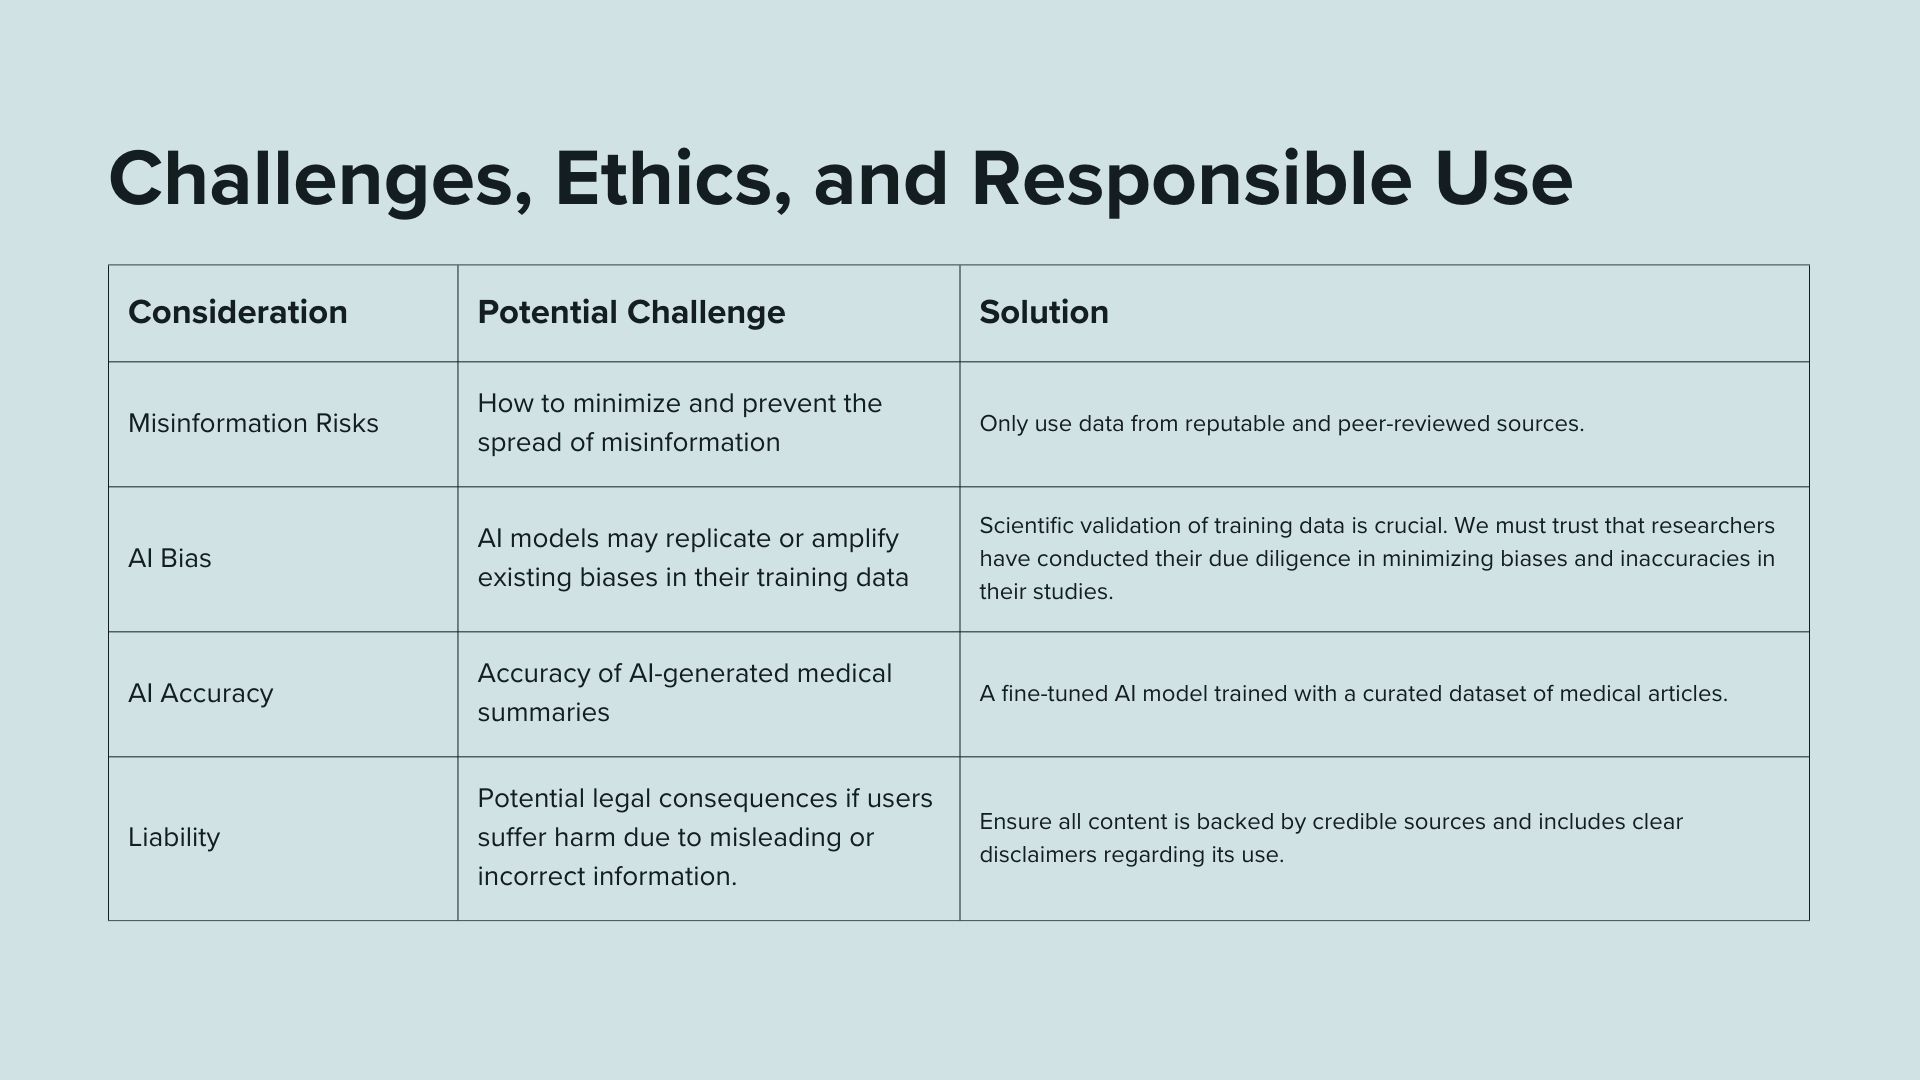 Challenges, Ethics, and Responsible Use
Consideration
Potential Challenge
Solution
Misinformation Risks
How to minimize and prevent the
spread of misinformation
Only use data from reputable and peer-reviewed sources.
AI Bias
AI models may replicate or amplify
existing biases in their training data
Scientific validation of training data is crucial. We must trust that researchers
have conducted their due diligence in minimizing biases and inaccuracies in
their studies.
AI Accuracy
Accuracy of AI-generated medical
summaries
A fine-tuned AI model trained with a curated dataset of medical articles.
Liability
Potential legal consequences if users
suffer harm due to misleading or
incorrect information.
Ensure all content is backed by credible sources and includes clear
disclaimers regarding its use.